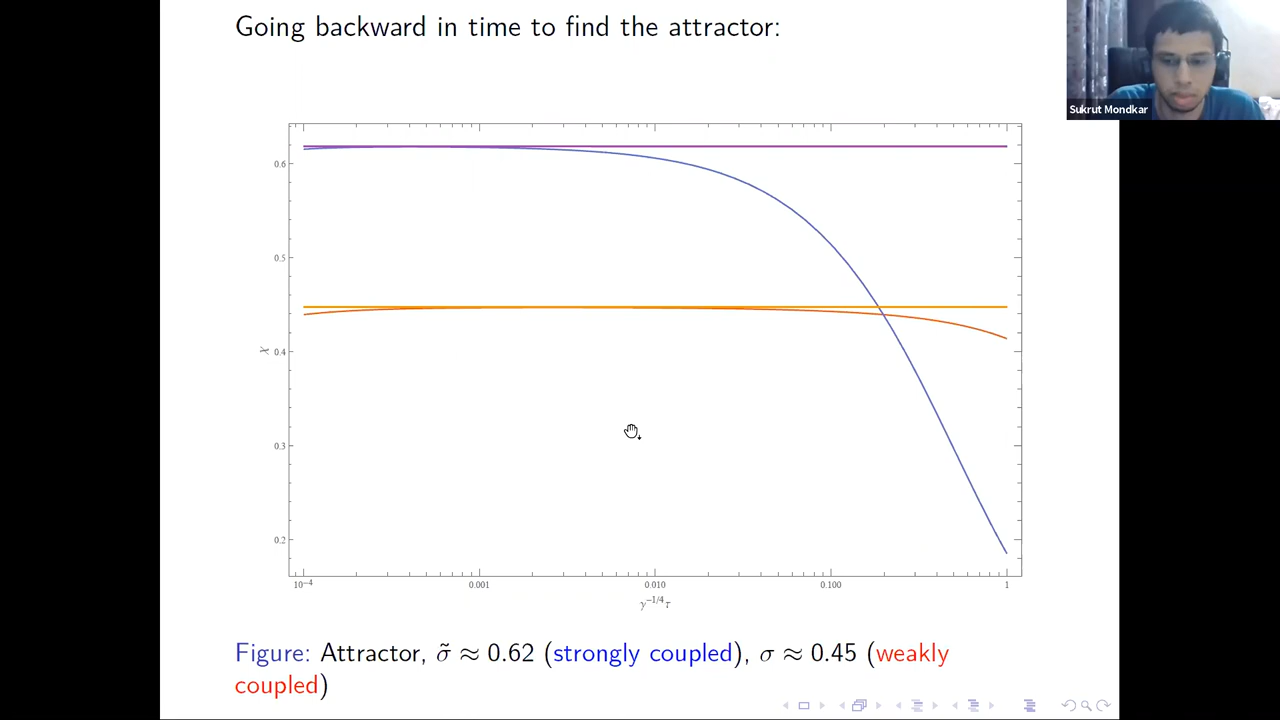 Going backward in time to find the attractor:
Sukrut Mondkar
0.6
0.5
0.4
χ
0.3
0.2
10⁻⁴ 0.001 0.010 0.100 1
γ^-1/4 τ
Figure: Attractor, σ̃ ≈ 0.62 (strongly coupled), σ ≈ 0.45 (weakly
coupled)